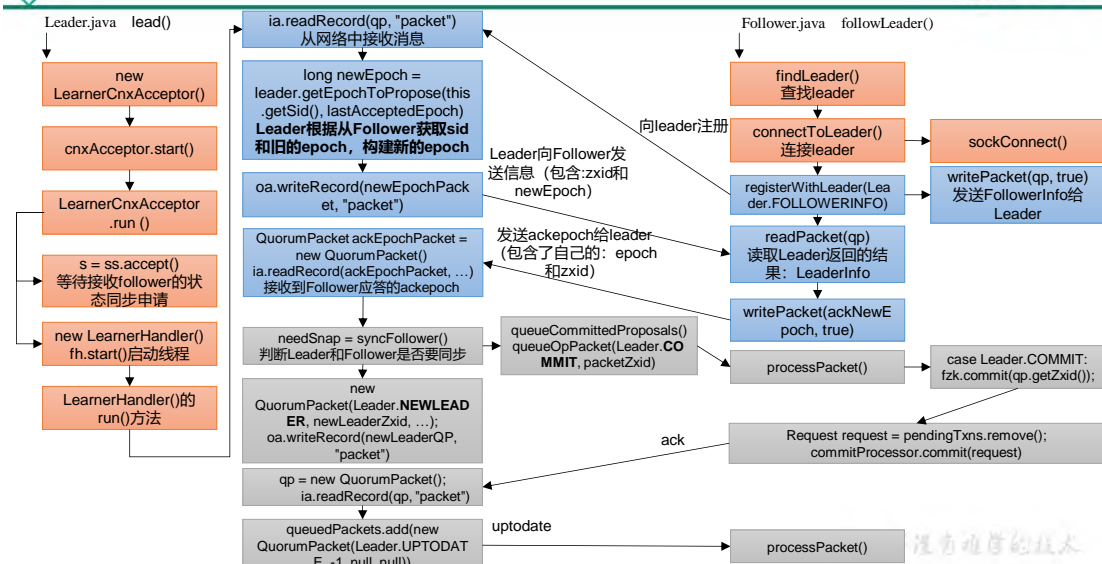 Leader.java lead()
new
LearnerCnxAcceptor()
cnxAcceptor.start()
LearnerCnxAcceptor
.run ()
s = ss.accept()
等待接收follower的状
态同步申请
new LearnerHandler()
fh.start()启动线程
LearnerHandler()的
run()方法
ia.readRecord(qp, "packet")
从网络中接收消息
long newEpoch =
leader.getEpochToPropose(this
.getSid(), lastAcceptedEpoch)
Leader根据从Follower获取sid
和旧的epoch，构建新的epoch
oa.writeRecord(newEpochPack
et, "packet")
QuorumPacket ackEpochPacket =
new QuorumPacket()
ia.readRecord(ackEpochPacket, …)
接收到Follower应答的ackepoch
needSnap = syncFollower()
判断Leader和Follower是否要同步
new
QuorumPacket(Leader.NEWLEAD
ER, newLeaderZxid, …);
oa.writeRecord(newLeaderQP,
"packet")
qp = new QuorumPacket();
ia.readRecord(qp, "packet")
queuedPackets.add(new
QuorumPacket(Leader.UPTODAT
E, -1, null, null))
Leader向Follower发
送信息（包含:zxid和
newEpoch）
发送ackepoch给leader
（包含了自己的：epoch
和zxid）
queueCommittedProposals()
queueOpPacket(Leader.CO
MMIT, packetZxid)
ack
uptodate
向leader注册
Follower.java followLeader()
findLeader()
查找leader
connectToLeader()
连接leader
sockConnect()
registerWithLeader(Lea
der.FOLLOWERINFO)
writePacket(qp, true)
发送FollowerInfo给
Leader
readPacket(qp)
读取Leader返回的结
果：LeaderInfo
writePacket(ackNewE
poch, true)
processPacket()
case Leader.COMMIT:
fzk.commit(qp.getZxid());
Request request = pendingTxns.remove();
commitProcessor.commit(request)
processPacket()